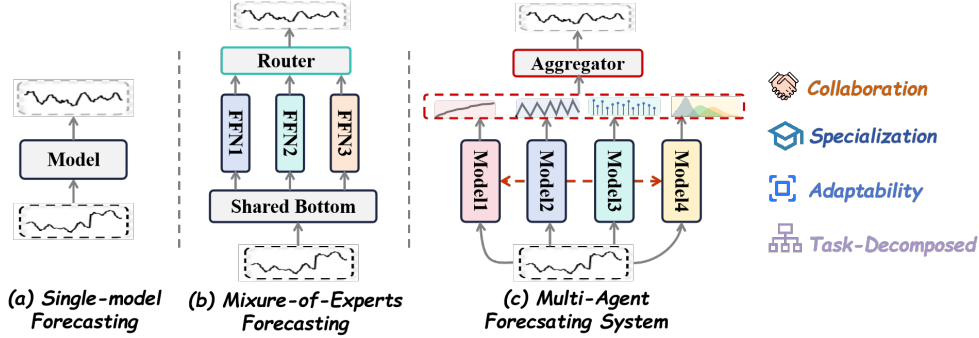 Model
(a) Single-model
Forecasting
Router
FFN1
FFN2
FFN3
Shared Bottom
(b) Mixure-of-Experts
Forecasting
Aggregator
Model1
Model2
Model3
Model4
(c) Multi-Agent
Forecsating System
Collaboration
Specialization
Adaptability
Task-Decomposed